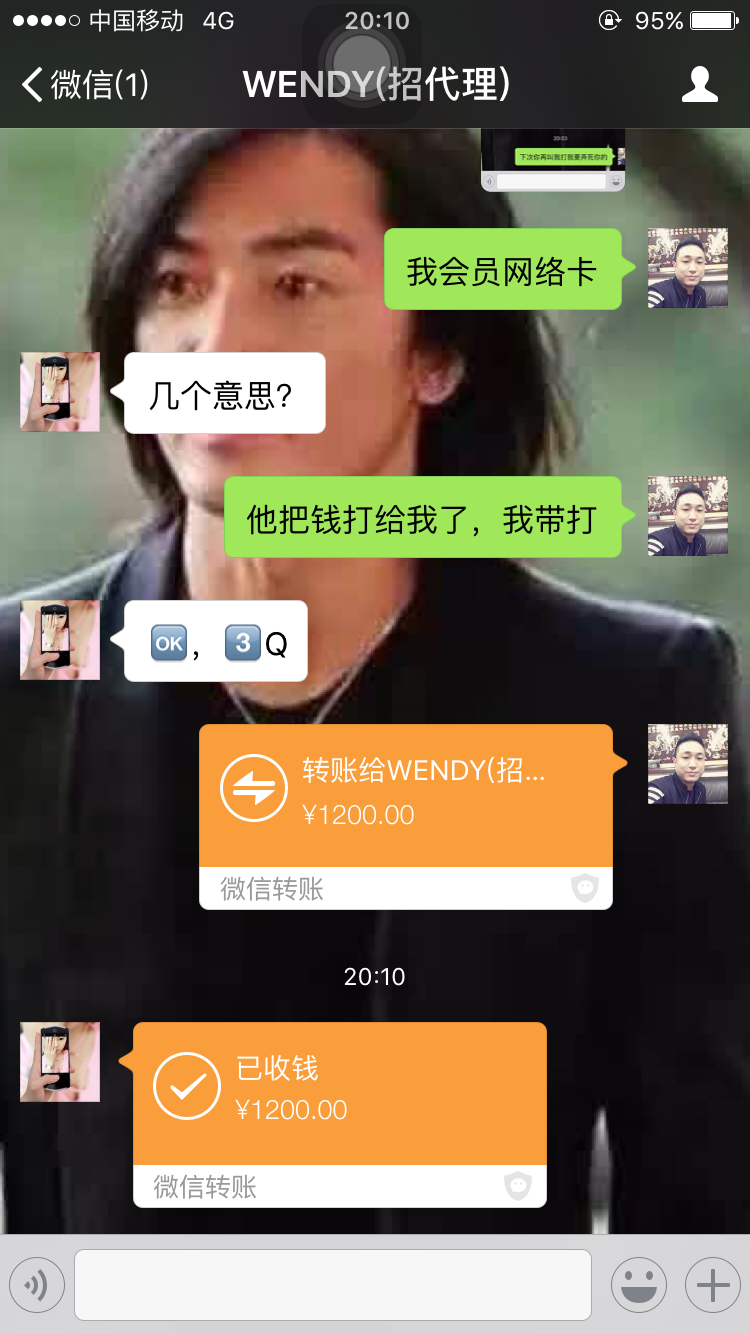 中国移动 4G 20:10 95%
微信(1) WENDY(招代理)
20:03
下次你再叫我打我要弄死你的
我会员网络卡
几个意思?
他把钱打给我了，我带打
OK，3Q
转账给WENDY(招...
¥1200.00
微信转账
20:10
已收钱
¥1200.00
微信转账